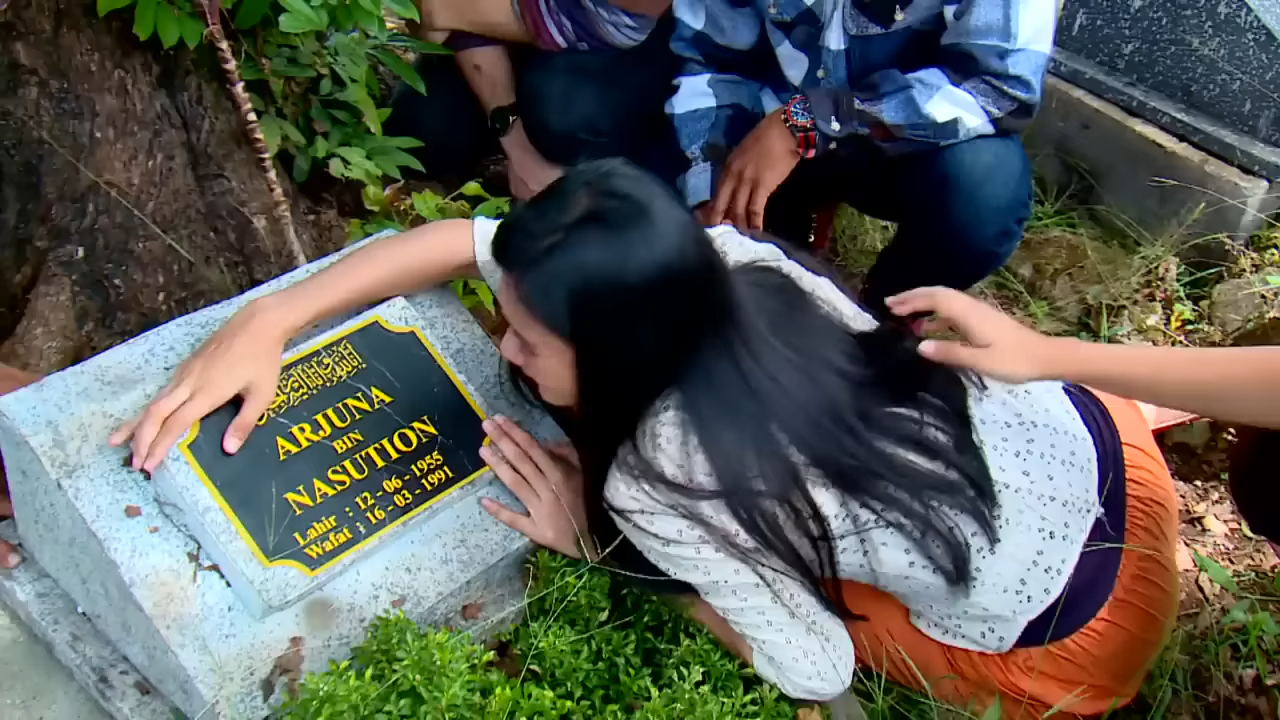 ARJUNA
BIN
NASUTION
Lahir : 12 - 06 - 1955
Wafat : 16 - 03 - 1991